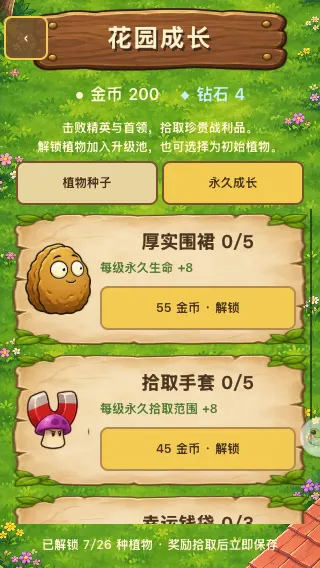 花园成长
金币 200 钻石 4
击败精英与首领，拾取珍贵战利品。
解锁植物加入升级池，也可选择为初始植物。
植物种子 永久成长
厚实围裙 0/5
每级永久生命 +8
55 金币 · 解锁
拾取手套 0/5
每级永久拾取范围 +8
45 金币 · 解锁
幸运钱袋 0/3
已解锁 7/26 种植物 · 奖励拾取后立即保存